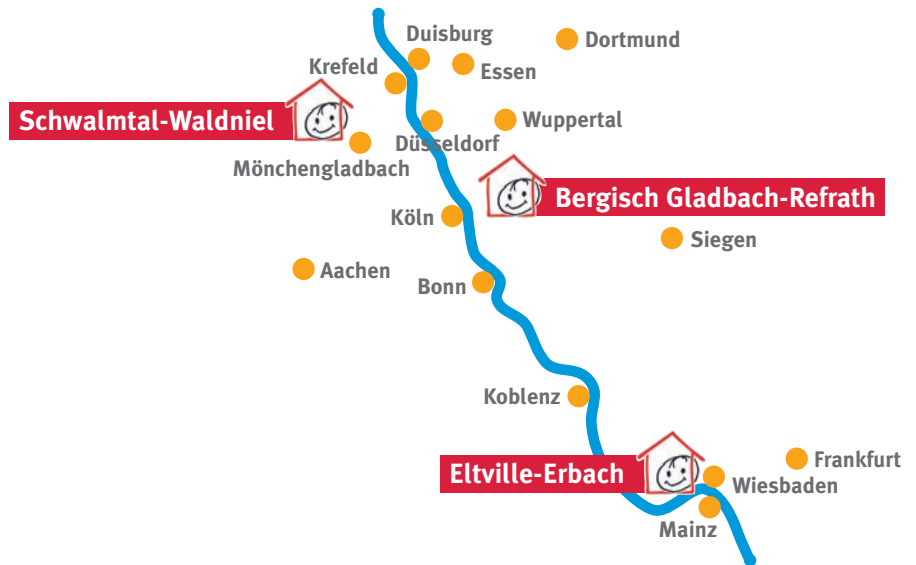 Duisburg
Dortmund
Krefeld
Essen
Schwalmtal-Waldniel
Wuppertal
Düsseldorf
Mönchengladbach
Bergisch Gladbach-Refrath
Köln
Siegen
Aachen
Bonn
Koblenz
Frankfurt
Eltville-Erbach
Wiesbaden
Mainz